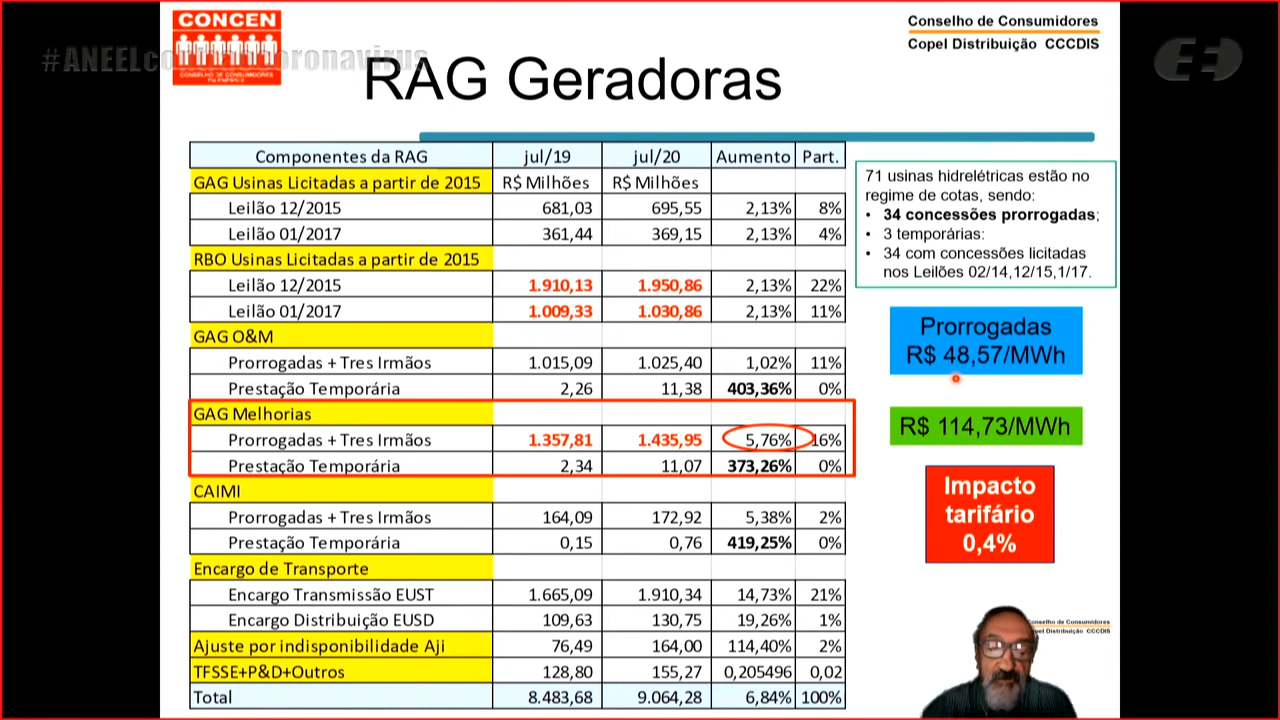 CONCEN
CONSELHO DE CONSUMIDORES
#ANEELco oronavírus
Conselho de Consumidores
Copel Distribuição CCCDIS
RAG Geradoras
Componentes da RAG jul/19 jul/20 Aumento Part.
GAG Usinas Licitadas a partir de 2015 R$ Milhões R$ Milhões
Leilão 12/2015 681,03 695,55 2,13% 8%
Leilão 01/2017 361,44 369,15 2,13% 4%
RBO Usinas Licitadas a partir de 2015
Leilão 12/2015 1.910,13 1.950,86 2,13% 22%
Leilão 01/2017 1.009,33 1.030,86 2,13% 11%
GAG O&M
Prorrogadas + Tres Irmãos 1.015,09 1.025,40 1,02% 11%
Prestação Temporária 2,26 11,38 403,36% 0%
GAG Melhorias
Prorrogadas + Tres Irmãos 1.357,81 1.435,95 5,76% 16%
Prestação Temporária 2,34 11,07 373,26% 0%
CAIMI
Prorrogadas + Tres Irmãos 164,09 172,92 5,38% 2%
Prestação Temporária 0,15 0,76 419,25% 0%
Encargo de Transporte
Encargo Transmissão EUST 1.665,09 1.910,34 14,73% 21%
Encargo Distribuição EUSD 109,63 130,75 19,26% 1%
Ajuste por indisponibilidade Aji 76,49 164,00 114,40% 2%
TFSSE+P&D+Outros 128,80 155,27 0,205496 0,02
Total 8.483,68 9.064,28 6,84% 100%
71 usinas hidrelétricas estão no
regime de cotas, sendo:
• 34 concessões prorrogadas;
• 3 temporárias:
• 34 com concessões licitadas
nos Leilões 02/14,12/15,1/17.
Prorrogadas
R$ 48,57/MWh
R$ 114,73/MWh
Impacto
tarifário
0,4%
Conselho de Consumidores
pel Distribuição CCCDIS